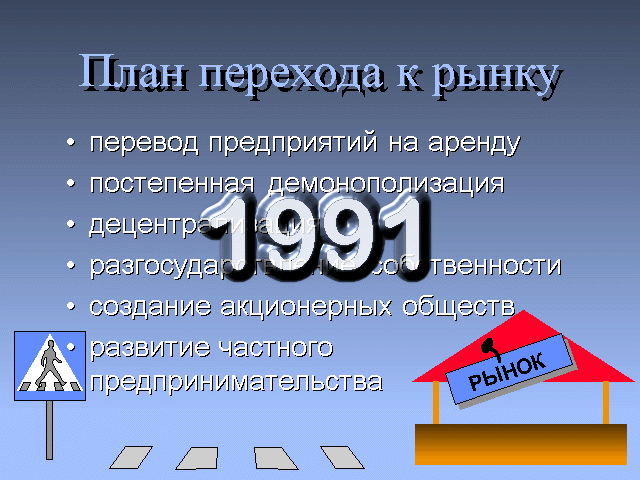 План перехода к рынку
• перевод предприятий на аренду
• постепенная демонополизация
• децентрализация
1991
• разгосударствление собственности
• создание акционерных обществ
• развитие частного
предпринимательства
РЫНОК